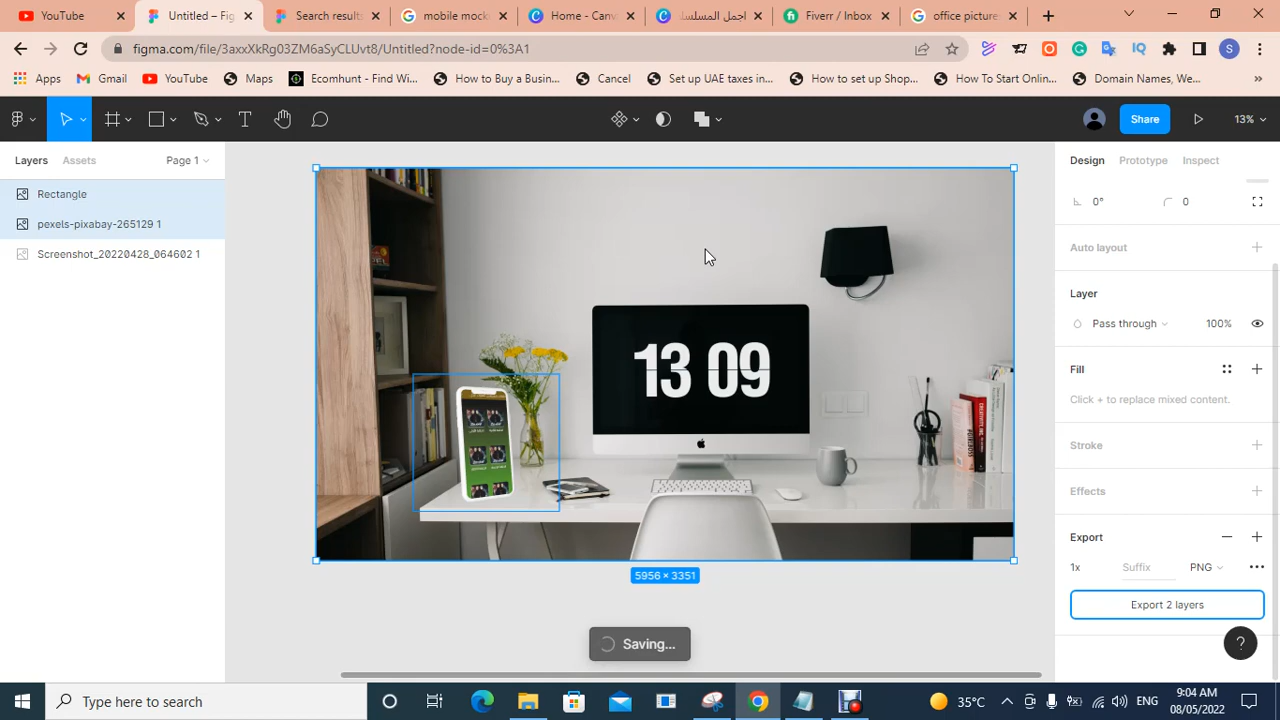 YouTube
Untitled – Fig
Search results
mobile mock
Home - Canv
اجمل المسلسلا
Fiverr / Inbox
office picture
figma.com/file/3axxXkRg03ZM6aSyCLUvt8/Untitled?node-id=0%3A1
S
Apps
Gmail
YouTube
Maps
Ecomhunt - Find Wi...
How to Buy a Busin...
Cancel
Set up UAE taxes in...
How to set up Shop...
How To Start Onlin...
Domain Names, We...
»
Share
13%
Layers
Assets
Page 1
Design
Prototype
Inspect
Rectangle
pexels-pixabay-265129 1
Screenshot_20220428_064602 1
0°
0
Auto layout
Layer
Pass through
100%
Fill
Click + to replace mixed content.
Stroke
Effects
Export
1x
Suffix
PNG
Export 2 layers
13 09
5956 × 3351
Saving...
?
Type here to search
35°C
ENG
9:04 AM
08/05/2022